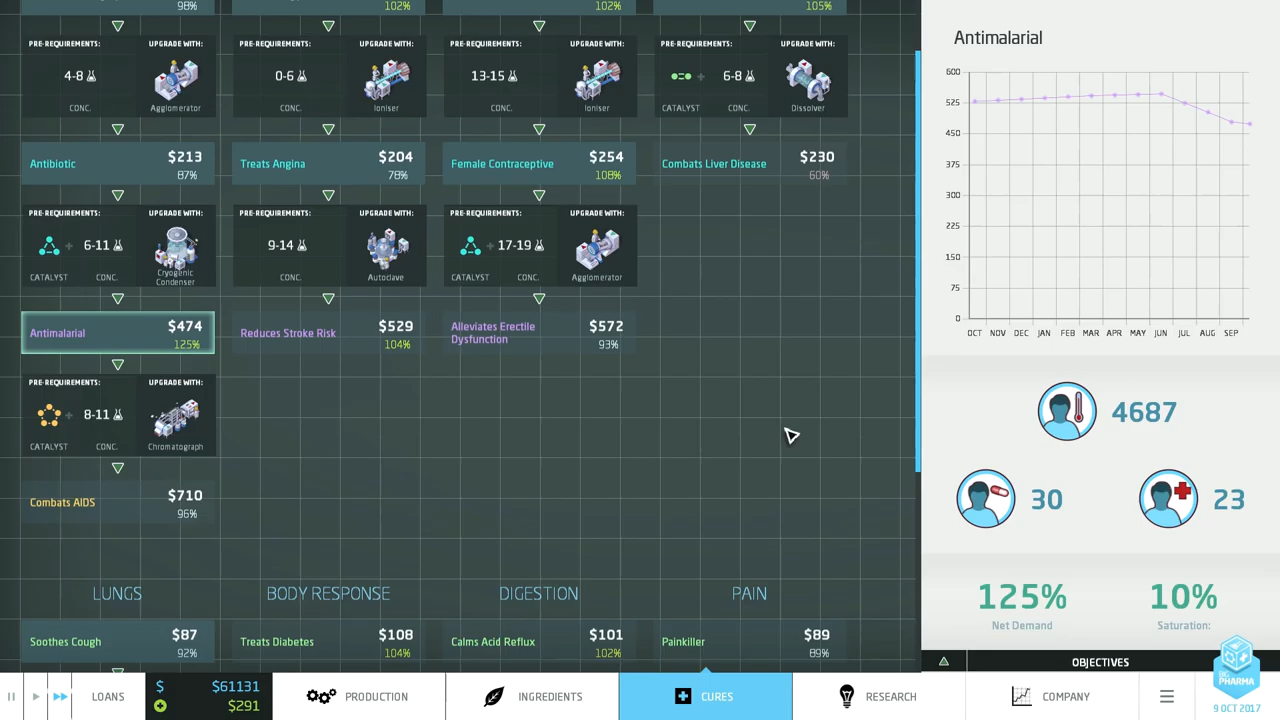 98%
102%
102%
105%
PRE-REQUIREMENTS: UPGRADE WITH:
4-8
CONC. Agglomerator
PRE-REQUIREMENTS: UPGRADE WITH:
0-6
CONC. Ioniser
PRE-REQUIREMENTS: UPGRADE WITH:
13-15
CONC. Ioniser
PRE-REQUIREMENTS: UPGRADE WITH:
+ 6-8
CATALYST CONC. Dissolver
Antibiotic $213
87%
Treats Angina $204
78%
Female Contraceptive $254
108%
Combats Liver Disease $230
60%
PRE-REQUIREMENTS: UPGRADE WITH:
+ 6-11
CATALYST CONC. Cryogenic
Condenser
PRE-REQUIREMENTS: UPGRADE WITH:
9-14
CONC. Autoclave
PRE-REQUIREMENTS: UPGRADE WITH:
+ 17-19
CATALYST CONC. Agglomerator
Antimalarial $474
125%
Reduces Stroke Risk $529
104%
Alleviates Erectile
Dysfunction $572
93%
PRE-REQUIREMENTS: UPGRADE WITH:
+ 8-11
CATALYST CONC. Chromatograph
Combats AIDS $710
96%
LUNGS BODY RESPONSE DIGESTION PAIN
Soothes Cough $87
92%
Treats Diabetes $108
104%
Calms Acid Reflux $101
102%
Painkiller $89
89%
Antimalarial
600
525
450
375
300
225
150
75
0
OCT NOV DEC JAN FEB MAR APR MAY JUN JUL AUG SEP
4687
30 23
125% 10%
Net Demand Saturation:
OBJECTIVES
LOANS
$ $61131
$291
PRODUCTION
INGREDIENTS
CURES
RESEARCH
COMPANY
BIG
PHARMA
9 OCT 2017